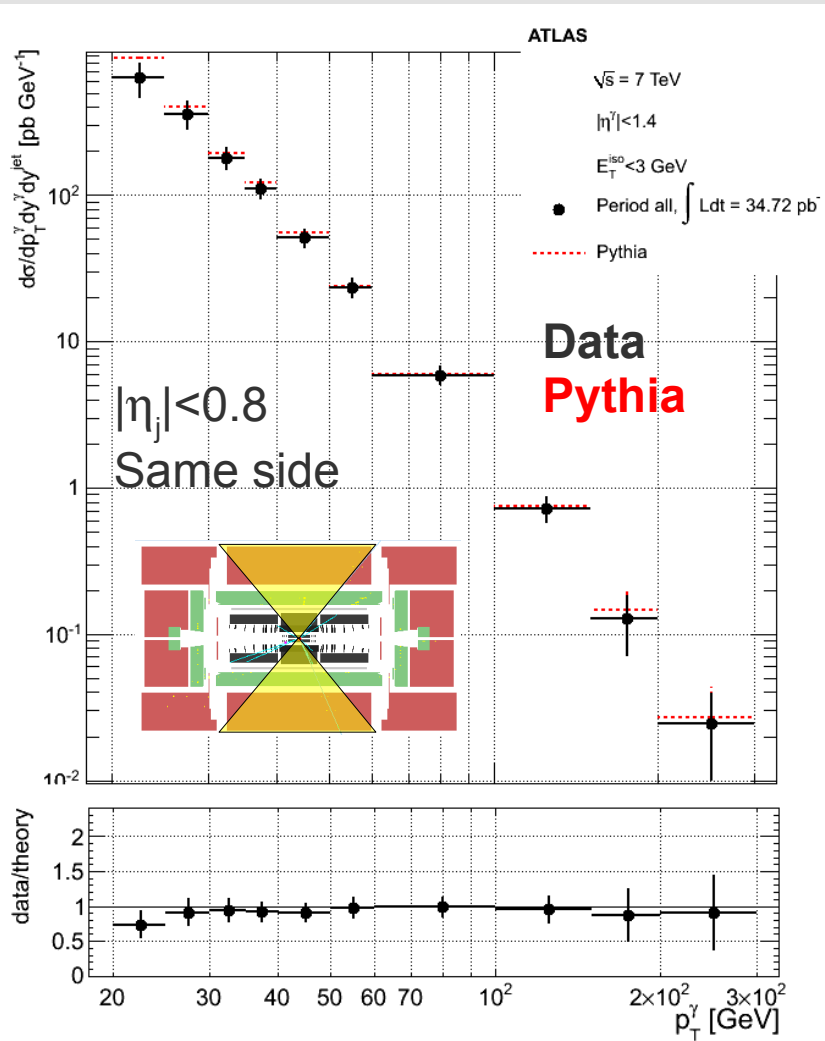 ATLAS
√s = 7 TeV
|η^γ|<1.4
E_T^iso<3 GeV
Period all, ∫ Ldt = 34.72 pb^-
Pythia
dσ/dp_T^γdy^γdy^jet [pb GeV^-1]
10^2
10
1
10^-1
10^-2
Data
Pythia
|η_j|<0.8
Same side
data/theory
2
1.5
1
0.5
0
20 30 40 50 60 70 10^2 2×10^2 3×10^2
p_T^γ [GeV]